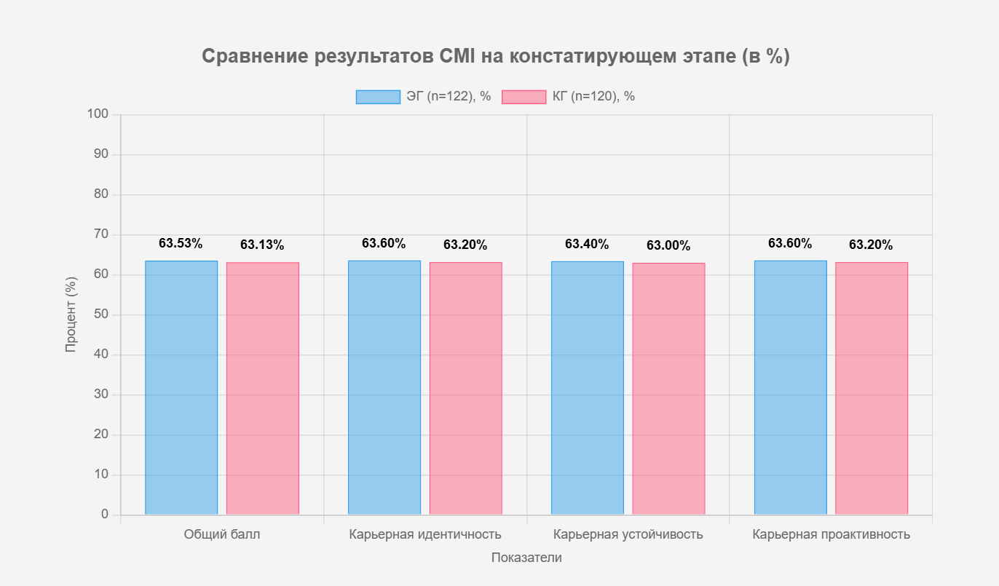 Сравнение результатов CMI на констатирующем этапе (в %)
ЭГ (n=122), % КГ (n=120), %
100
90
80
70
60
50
40
30
20
10
0
Процент (%)
63.53% 63.13% 63.60% 63.20% 63.40% 63.00% 63.60% 63.20%
Общий балл Карьерная идентичность Карьерная устойчивость Карьерная проактивность
Показатели